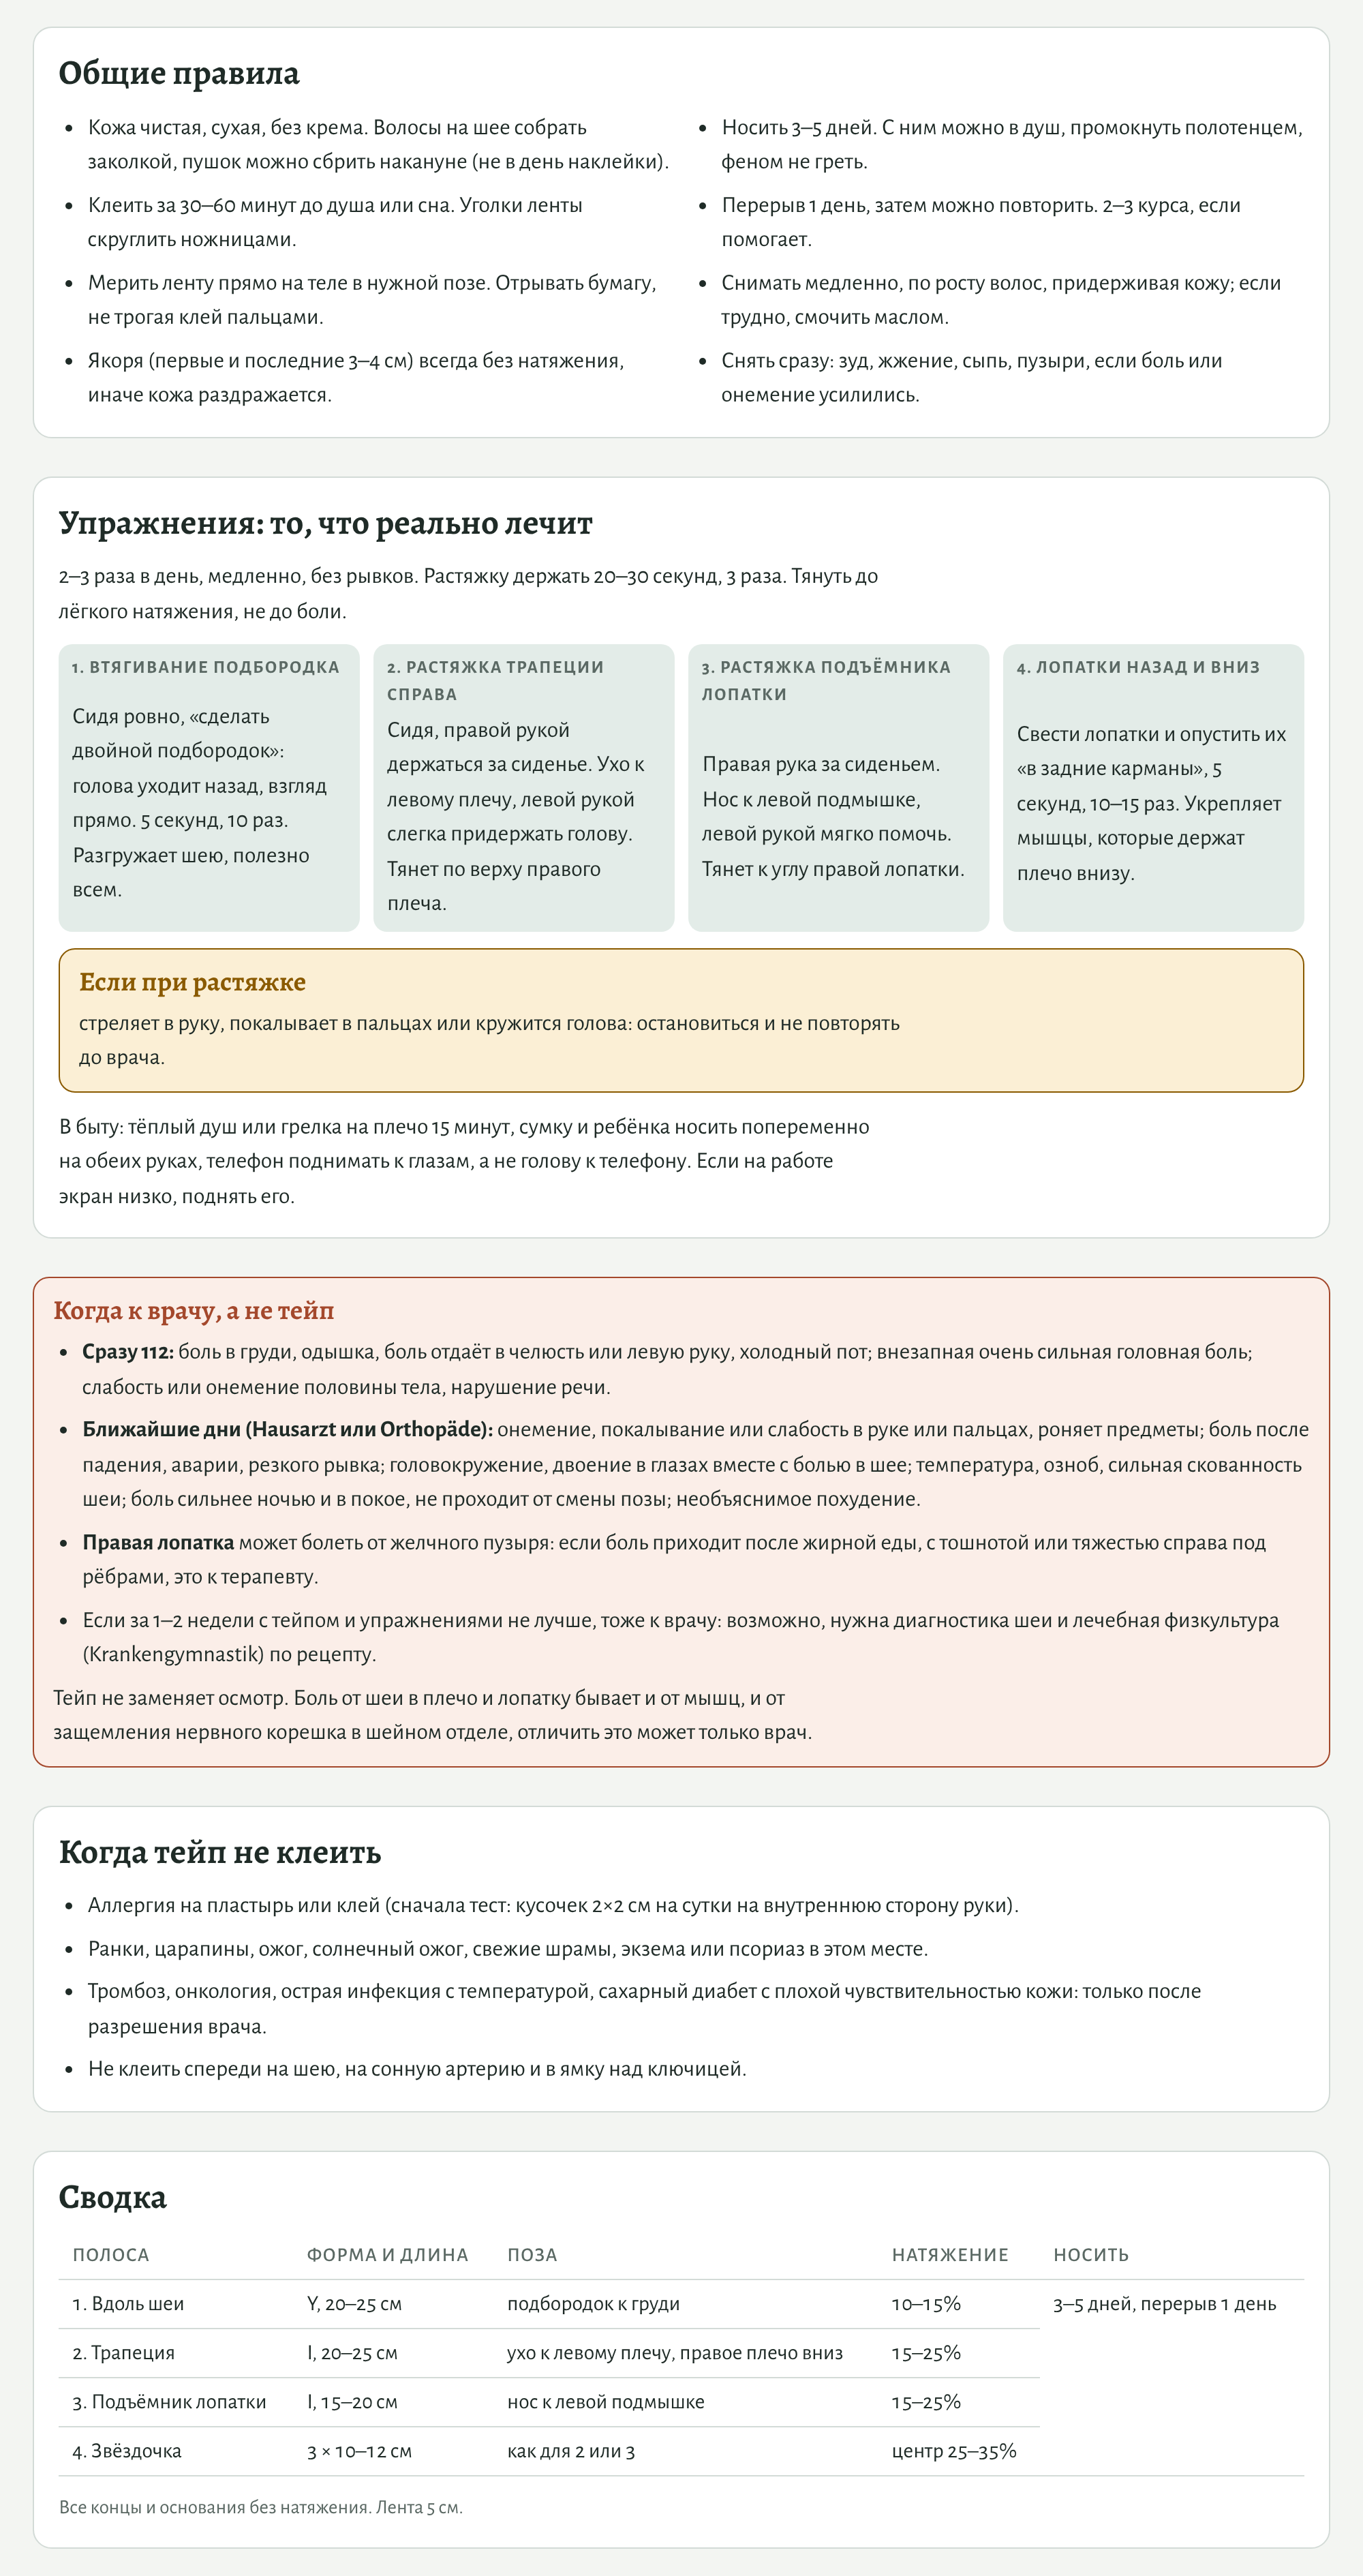 Общие правила
Кожа чистая, сухая, без крема. Волосы на шее собрать
заколкой, пушок можно сбрить накануне (не в день наклейки).
Клеить за 30–60 минут до душа или сна. Уголки ленты
скруглить ножницами.
Мерить ленту прямо на теле в нужной позе. Отрывать бумагу,
не трогая клей пальцами.
Якоря (первые и последние 3–4 см) всегда без натяжения,
иначе кожа раздражается.
Носить 3–5 дней. С ним можно в душ, промокнуть полотенцем,
феном не греть.
Перерыв 1 день, затем можно повторить. 2–3 курса, если
помогает.
Снимать медленно, по росту волос, придерживая кожу; если
трудно, смочить маслом.
Снять сразу: зуд, жжение, сыпь, пузыри, если боль или
онемение усилились.
Упражнения: то, что реально лечит
2–3 раза в день, медленно, без рывков. Растяжку держать 20–30 секунд, 3 раза. Тянуть до
лёгкого натяжения, не до боли.
1. ВТЯГИВАНИЕ ПОДБОРОДКА
Сидя ровно, «сделать
двойной подбородок»:
голова уходит назад, взгляд
прямо. 5 секунд, 10 раз.
Разгружает шею, полезно
всем.
2. РАСТЯЖКА ТРАПЕЦИИ
СПРАВА
Сидя, правой рукой
держаться за сиденье. Ухо к
левому плечу, левой рукой
слегка придержать голову.
Тянет по верху правого
плеча.
3. РАСТЯЖКА ПОДЪЁМНИКА
ЛОПАТКИ
Правая рука за сиденьем.
Нос к левой подмышке,
левой рукой мягко помочь.
Тянет к углу правой лопатки.
4. ЛОПАТКИ НАЗАД И ВНИЗ
Свести лопатки и опустить их
«в задние карманы», 5
секунд, 10–15 раз. Укрепляет
мышцы, которые держат
плечо внизу.
Если при растяжке
стреляет в руку, покалывает в пальцах или кружится голова: остановиться и не повторять
до врача.
В быту: тёплый душ или грелка на плечо 15 минут, сумку и ребёнка носить попеременно
на обеих руках, телефон поднимать к глазам, а не голову к телефону. Если на работе
экран низко, поднять его.
Когда к врачу, а не тейп
Сразу 112: боль в груди, одышка, боль отдаёт в челюсть или левую руку, холодный пот; внезапная очень сильная головная боль;
слабость или онемение половины тела, нарушение речи.
Ближайшие дни (Hausarzt или Orthopäde): онемение, покалывание или слабость в руке или пальцах, роняет предметы; боль после
падения, аварии, резкого рывка; головокружение, двоение в глазах вместе с болью в шее; температура, озноб, сильная скованность
шеи; боль сильнее ночью и в покое, не проходит от смены позы; необъяснимое похудение.
Правая лопатка может болеть от желчного пузыря: если боль приходит после жирной еды, с тошнотой или тяжестью справа под
рёбрами, это к терапевту.
Если за 1–2 недели с тейпом и упражнениями не лучше, тоже к врачу: возможно, нужна диагностика шеи и лечебная физкультура
(Krankengymnastik) по рецепту.
Тейп не заменяет осмотр. Боль от шеи в плечо и лопатку бывает и от мышц, и от
защемления нервного корешка в шейном отделе, отличить это может только врач.
Когда тейп не клеить
Аллергия на пластырь или клей (сначала тест: кусочек 2×2 см на сутки на внутреннюю сторону руки).
Ранки, царапины, ожог, солнечный ожог, свежие шрамы, экзема или псориаз в этом месте.
Тромбоз, онкология, острая инфекция с температурой, сахарный диабет с плохой чувствительностью кожи: только после
разрешения врача.
Не клеить спереди на шею, на сонную артерию и в ямку над ключицей.
Сводка
ПОЛОСА ФОРМА И ДЛИНА ПОЗА НАТЯЖЕНИЕ НОСИТЬ
1. Вдоль шеи Y, 20–25 см подбородок к груди 10–15% 3–5 дней, перерыв 1 день
2. Трапеция I, 20–25 см ухо к левому плечу, правое плечо вниз 15–25%
3. Подъёмник лопатки I, 15–20 см нос к левой подмышке 15–25%
4. Звёздочка 3 × 10–12 см как для 2 или 3 центр 25–35%
Все концы и основания без натяжения. Лента 5 см.